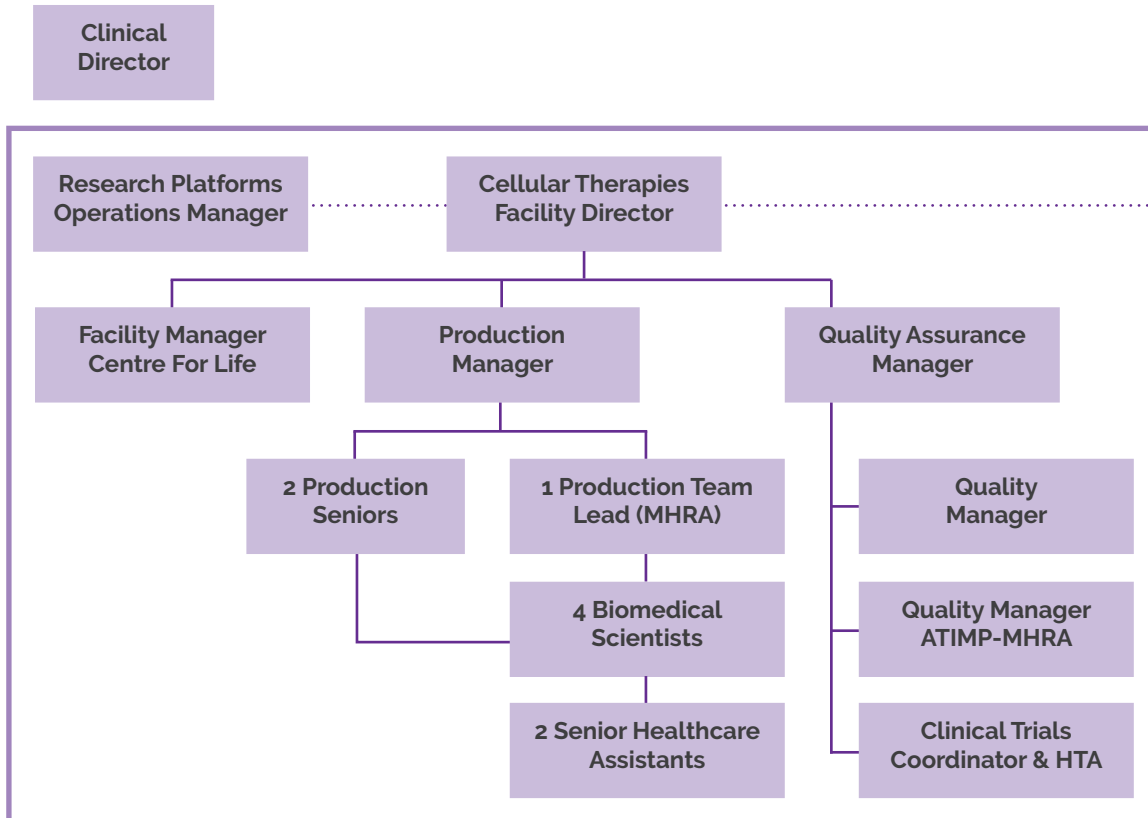 Clinical
Director
Research Platforms
Operations Manager
Cellular Therapies
Facility Director
Facility Manager
Centre For Life
Production
Manager
Quality Assurance
Manager
2 Production
Seniors
1 Production Team
Lead (MHRA)
Quality
Manager
4 Biomedical
Scientists
Quality Manager
ATIMP-MHRA
2 Senior Healthcare
Assistants
Clinical Trials
Coordinator & HTA